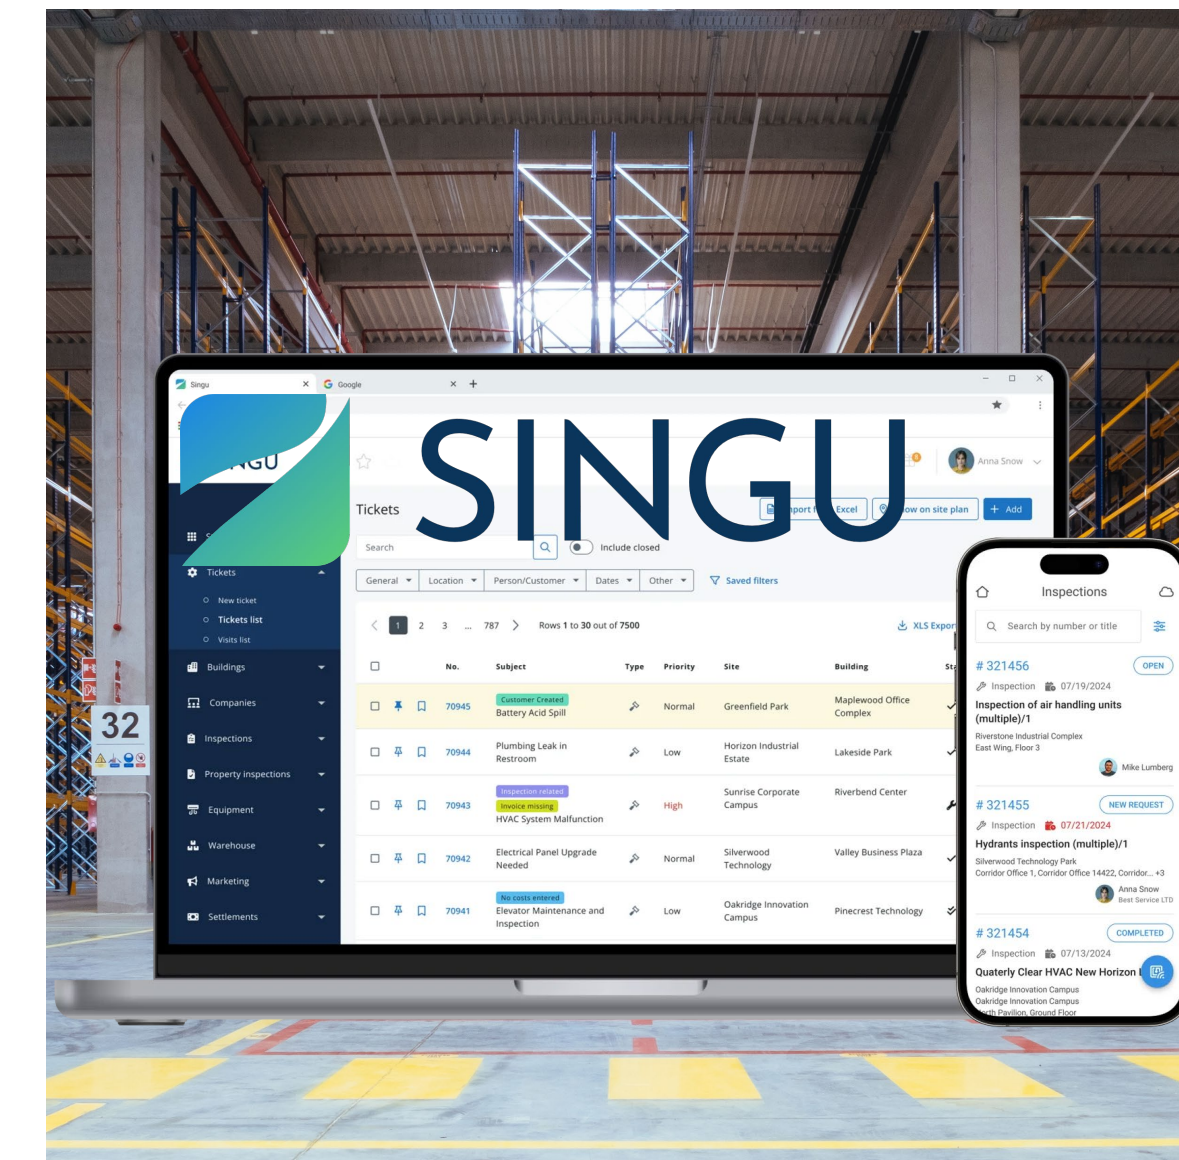 Singu
Google
SINGU
NGU
Anna Snow
Tickets
Excel
on site plan
+ Add
Search
Include closed
General
Location
Person/Customer
Dates
Other
Saved filters
1 2 3 ... 787
Rows 1 to 30 out of 7500
No. Subject Type Priority Site Building
Customer Created
70945 Battery Acid Spill Normal Greenfield Park Maplewood Office
Complex
70944 Plumbing Leak in Low Horizon Industrial Lakeside Park
Restroom Estate
Inspection related
Invoice missing
70943 High Sunrise Corporate Riverbend Center
HVAC System Malfunction Campus
70942 Electrical Panel Upgrade Normal Silverwood Valley Business Plaza
Needed Technology
No costs entered
70941 Elevator Maintenance and Low Oakridge Innovation Pinecrest Technology
Inspection Campus
Tickets
New ticket
Tickets list
Visits list
Buildings
Companies
Inspections
Property inspections
Equipment
Warehouse
Marketing
Settlements
32
Inspections
Search by number or title
# 321456 OPEN
Inspection 07/19/2024
Inspection of air handling units
(multiple)/1
Riverstone Industrial Complex
East Wing, Floor 3
Mike Lumberg
# 321455 NEW REQUEST
Inspection 07/21/2024
Hydrants inspection (multiple)/1
Silverwood Technology Park
Corridor Office 1, Corridor Office 14422, Corridor... +3
Anna Snow
Best Service LTD
# 321454 COMPLETED
Inspection 07/13/2024
Quaterly Clear HVAC New Horizon
Oakridge Innovation Campus
Oakridge Innovation Campus
North Pavilion, Ground Floor